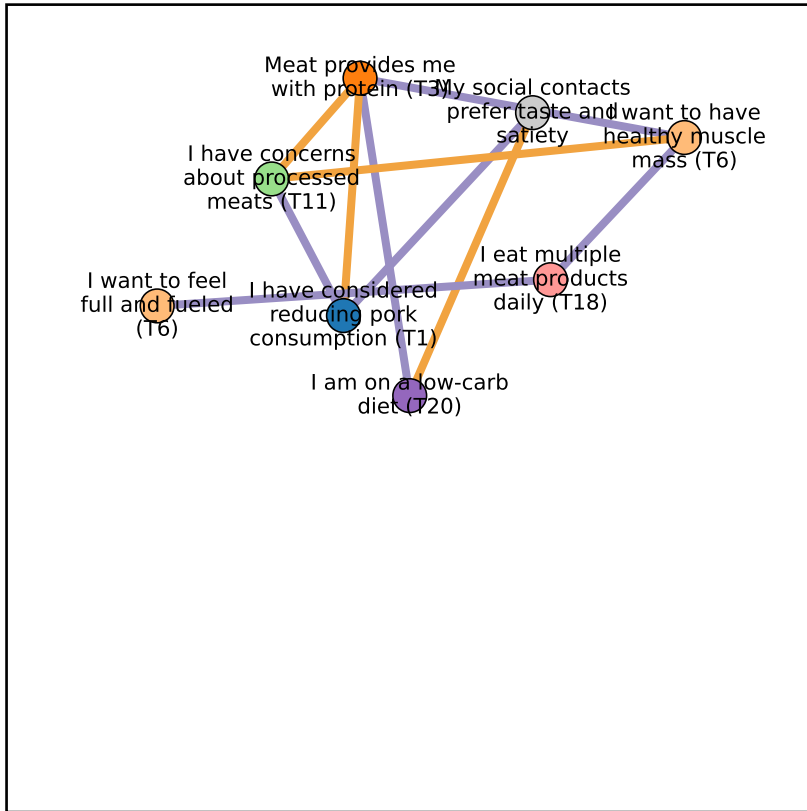 Meat provides me
with protein (T3)
My social contacts
prefer taste and
satiety
I want to have
healthy muscle
mass (T6)
I have concerns
about processed
meats (T11)
I eat multiple
meat products
daily (T18)
I want to feel
full and fueled
(T6)
I have considered
reducing pork
consumption (T1)
I am on a low-carb
diet (T20)